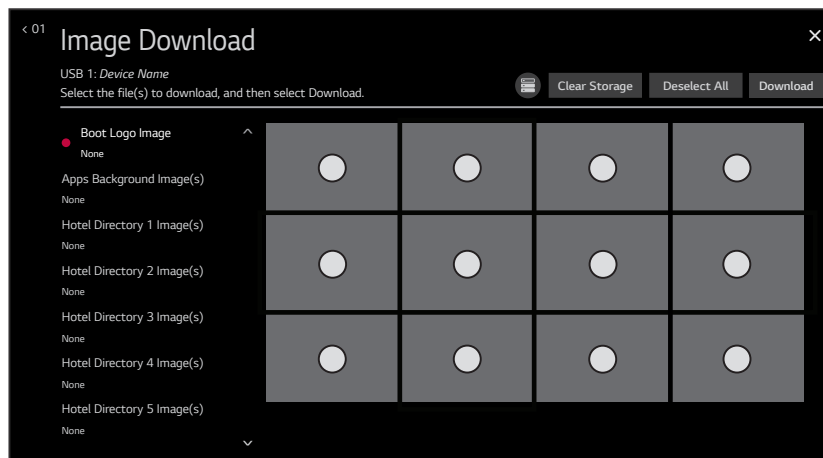 < 01
Image Download
USB 1: Device Name
Select the file(s) to download, and then select Download.
Clear Storage
Deselect All
Download
Boot Logo Image
None
Apps Background Image(s)
None
Hotel Directory 1 Image(s)
None
Hotel Directory 2 Image(s)
None
Hotel Directory 3 Image(s)
None
Hotel Directory 4 Image(s)
None
Hotel Directory 5 Image(s)
None